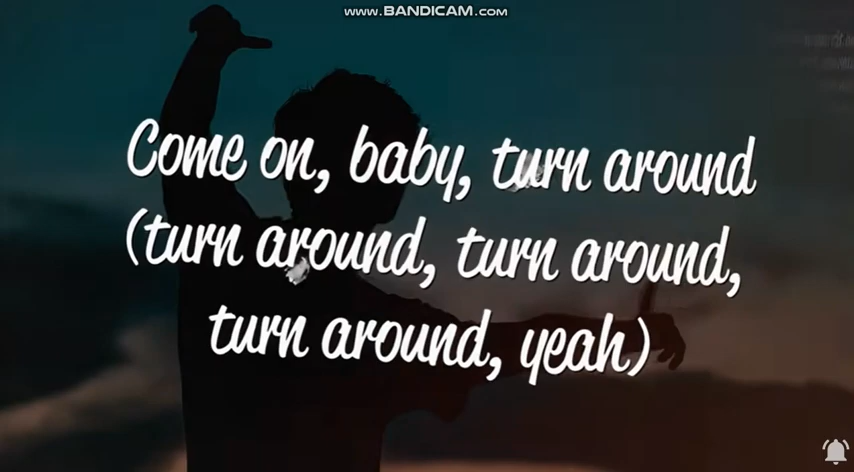 www.BANDICAM.com
Come on, baby, turn around
(turn around, turn around,
turn around, yeah)